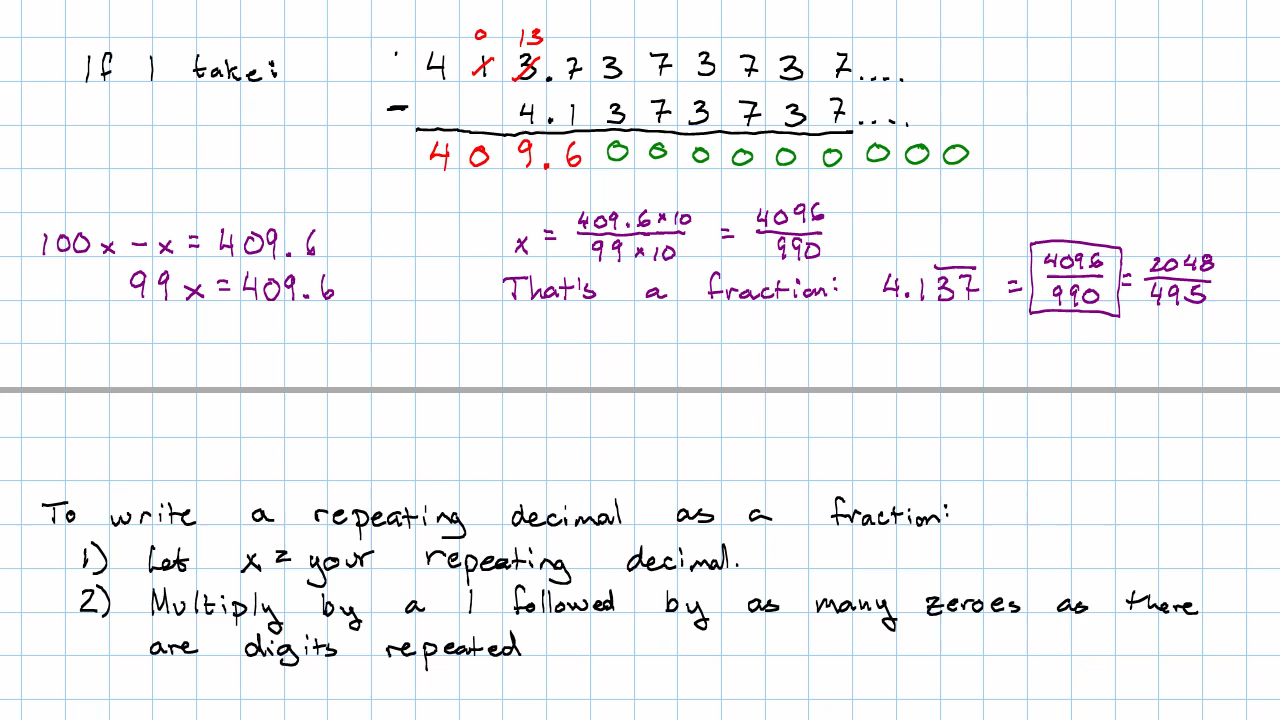 0 13
If I take: 4 1 3.7 3 7 3 7 3 7....
- 4.1 3 7 3 7 3 7....
4 0 9.6 0 0 0 0 0 0 0 0 0
100x - x = 409.6
99x = 409.6
x = 409.6 × 10 / 99 × 10 = 4096 / 990
That's a fraction: 4.137̅ = 4096 / 990 = 2048 / 495
To write a repeating decimal as a fraction:
1) Let x = your repeating decimal.
2) Multiply by a 1 followed by as many zeroes as there
are digits repeated